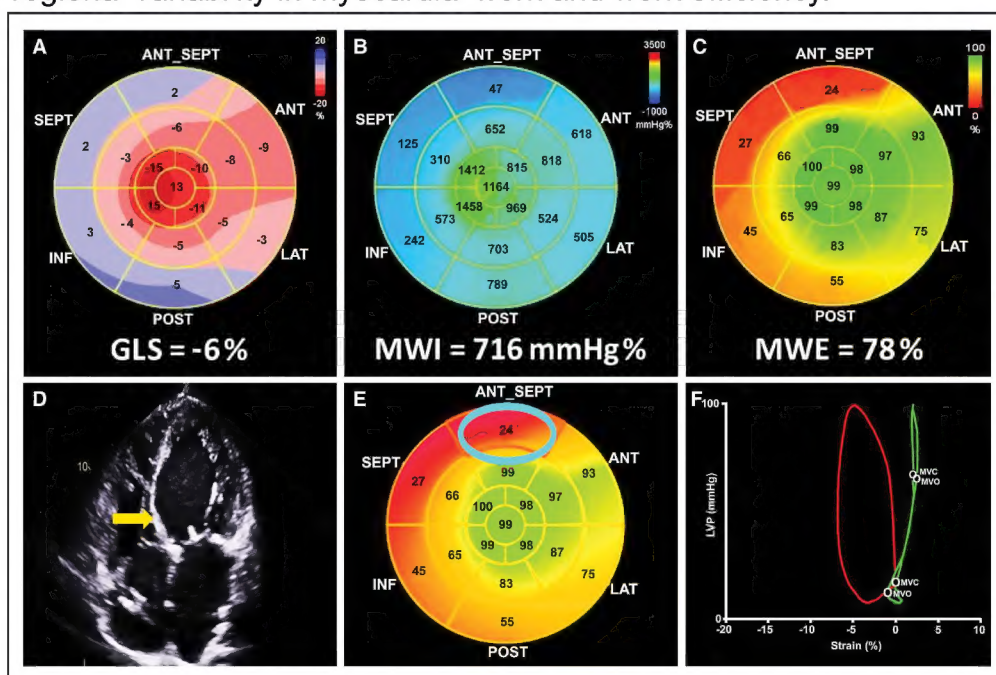 regional variability in myocardial work and work efficiency.
A
ANT_SEPT
20
-20
%
SEPT
ANT
INF
LAT
POST
2
2
-6
-9
-3
-15
-10
-8
13
15
-11
-4
-5
-5
3
-3
5
GLS = -6%
B
ANT_SEPT
3500
-1000
mmHg%
SEPT
ANT
INF
LAT
POST
47
125
652
618
310
1412
815
818
1164
1458
969
573
524
242
703
505
789
MWI = 716 mmHg%
C
ANT_SEPT
100
0
%
SEPT
ANT
INF
LAT
POST
24
27
99
93
66
100
98
97
99
99
98
65
87
45
83
75
55
MWE = 78%
D
10
E
ANT_SEPT
SEPT
ANT
INF
LAT
POST
24
27
99
93
66
100
98
97
99
99
98
65
87
45
83
75
55
F
100
0
LVP (mmHg)
MVC
MVO
MVC
MVO
-20
-15
-10
-5
0
5
10
Strain (%)